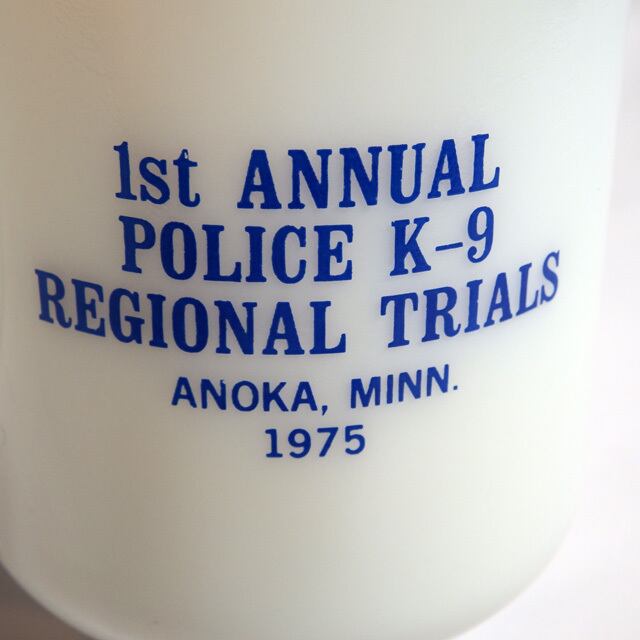 1st ANNUAL
POLICE K-9
REGIONAL TRIALS
ANOKA, MINN.
1975